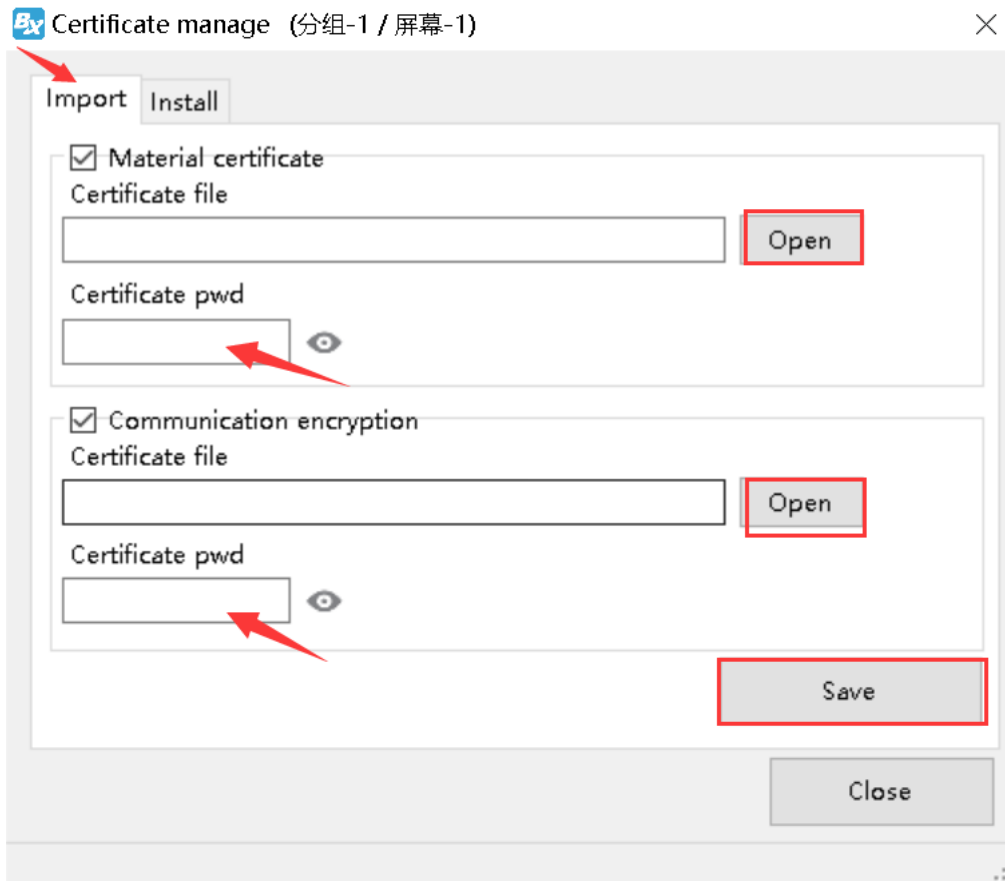 BX Certificate manage (分组-1 / 屏幕-1)
Import Install
Material certificate
Certificate file
Open
Certificate pwd
Communication encryption
Certificate file
Open
Certificate pwd
Save
Close